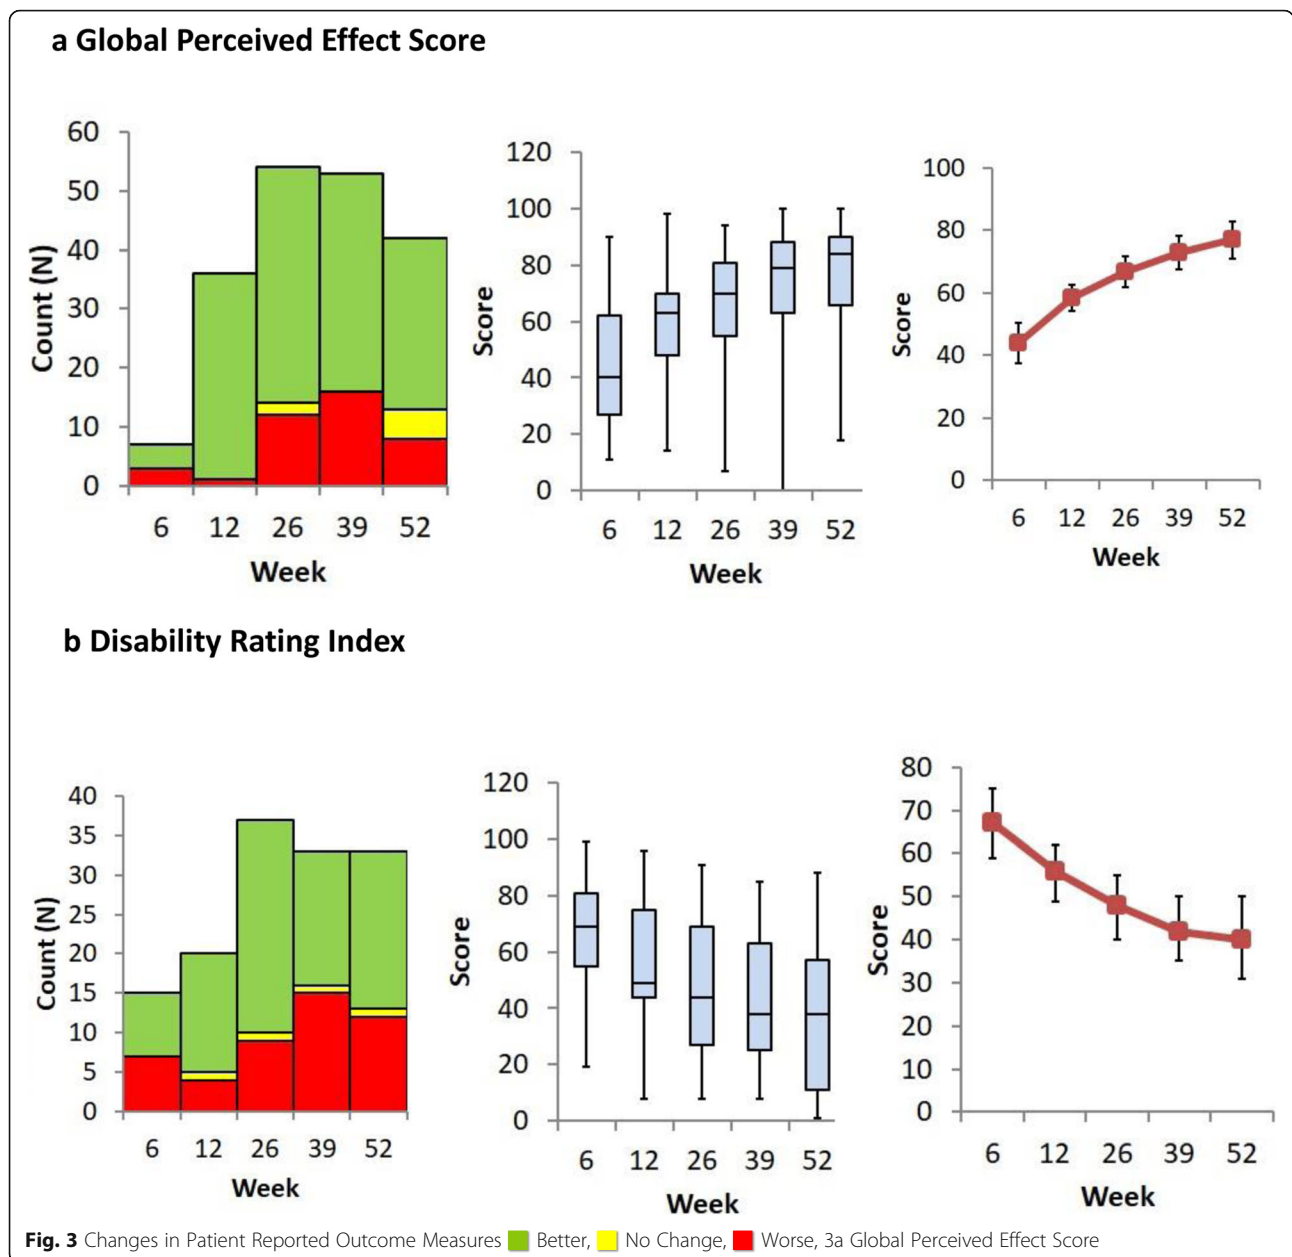 a Global Perceived Effect Score
60
50
40
30
20
10
0
Count (N)
6 12 26 39 52
Week
120
100
80
60
40
20
0
Score
6 12 26 39 52
Week
100
80
60
40
20
0
Score
6 12 26 39 52
Week
b Disability Rating Index
40
35
30
25
20
15
10
5
0
Count (N)
6 12 26 39 52
Week
120
100
80
60
40
20
0
Score
6 12 26 39 52
Week
80
70
60
50
40
30
20
10
0
Score
6 12 26 39 52
Week
Fig. 3 Changes in Patient Reported Outcome Measures Better, No Change, Worse, 3a Global Perceived Effect Score